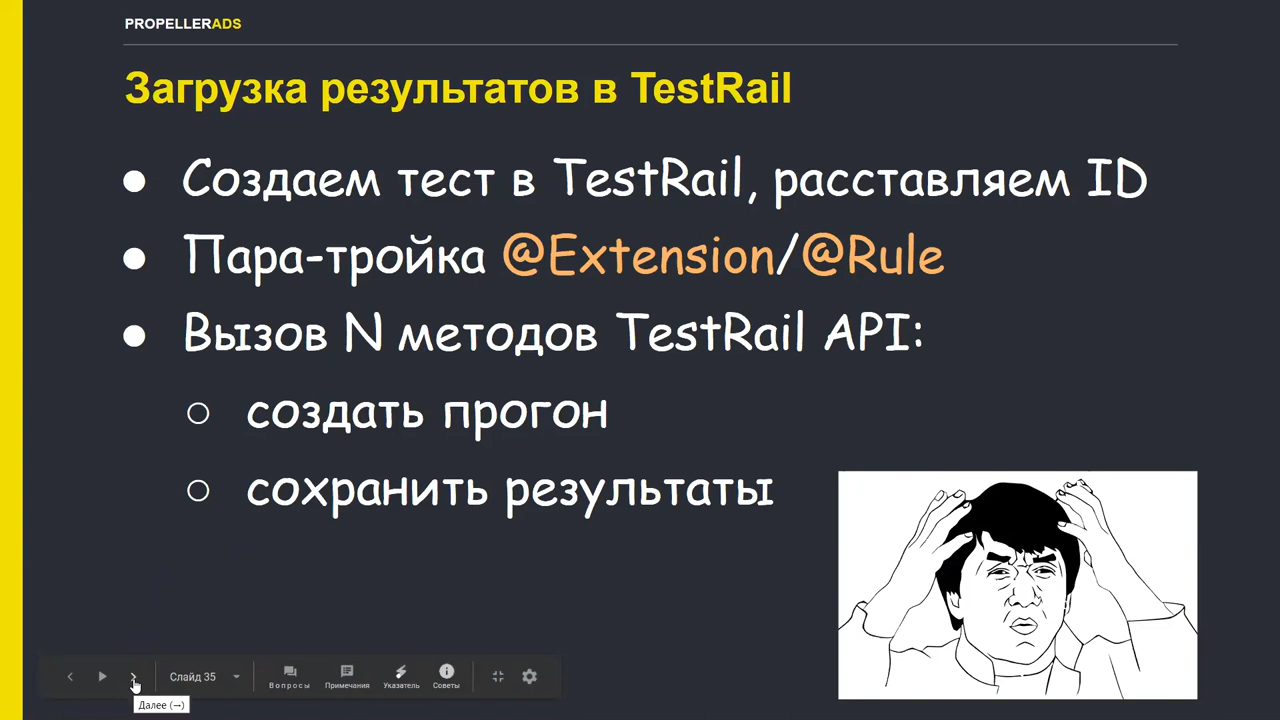 PROPELLERADS
Загрузка результатов в TestRail
● Создаем тест в TestRail, расставляем ID
● Пара-тройка @Extension/@Rule
● Вызов N методов TestRail API:
○ создать прогон
○ сохранить результаты
Слайд 35
Вопросы
Примечания
Указатель
Советы
Далее (→)